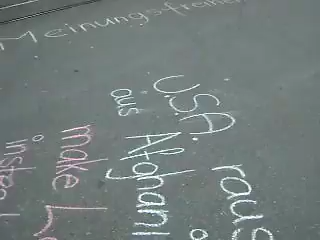 Meinungsfreiheit
U.S.A. raus
aus Afghani
make L
instea